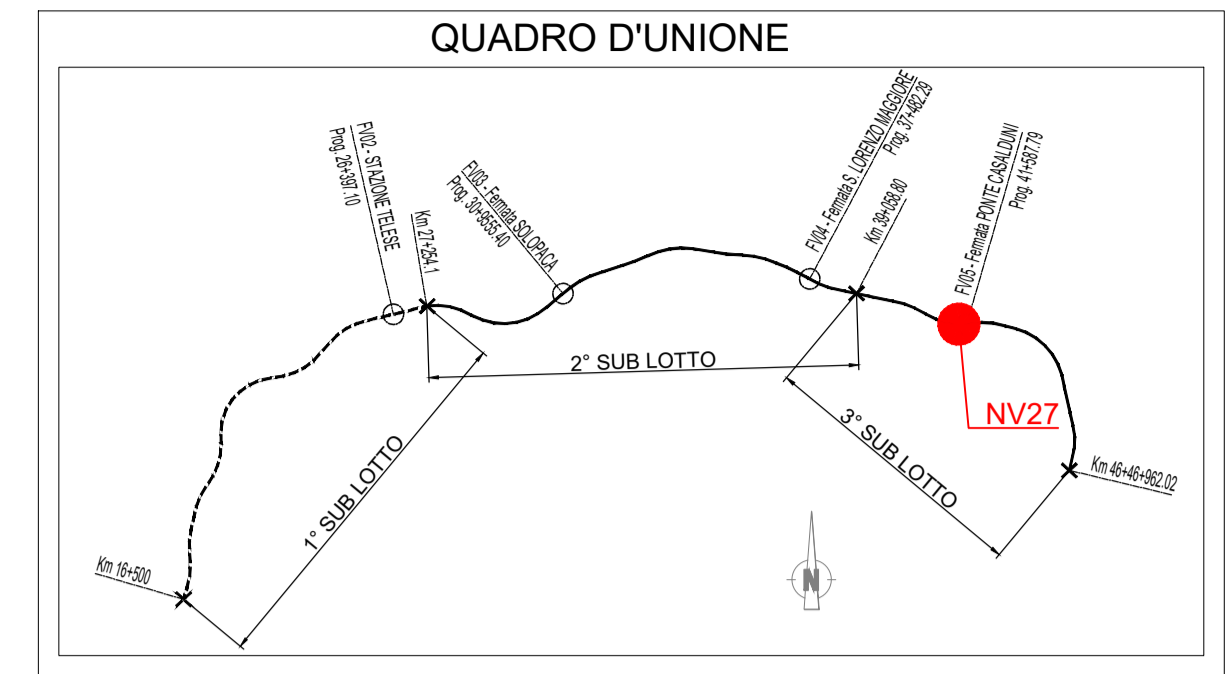 QUADRO D'UNIONE
FV02 - STAZIONE TELESE
Prog. 26+397.10
Km 27+254.1
FV03 - Fermata SOLOPACA
Prog. 30+9555.40
FV04 - Fermata S. LORENZO MAGGIORE
Prog. 37+482.29
Km 39+058.80
FV05 - Fermata PONTE CASALDUNI
Prog. 41+587.79
2° SUB LOTTO
NV27
1° SUB LOTTO
3° SUB LOTTO
Km 46+46+962.02
Km 16+500
N